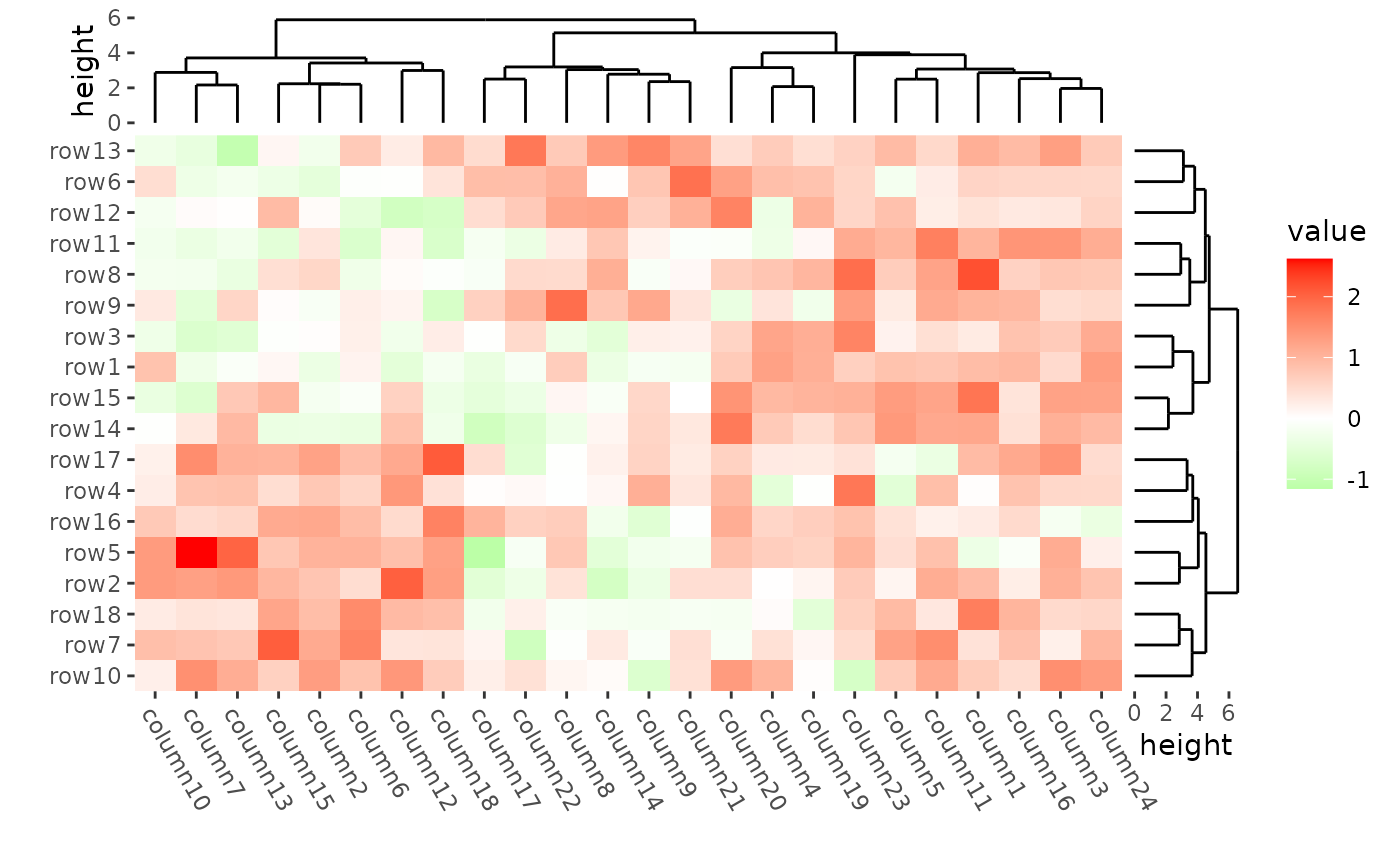 height
6
4
2
0
row13
row6
row12
row11
row8
row9
row3
row1
row15
row14
row17
row4
row16
row5
row2
row18
row7
row10
column10
column7
column13
column15
column2
column6
column12
column18
column17
column22
column8
column14
column9
column21
column20
column4
column19
column23
column5
column11
column1
column16
column3
column24
0 2 4 6
height
value
2
1
0
-1